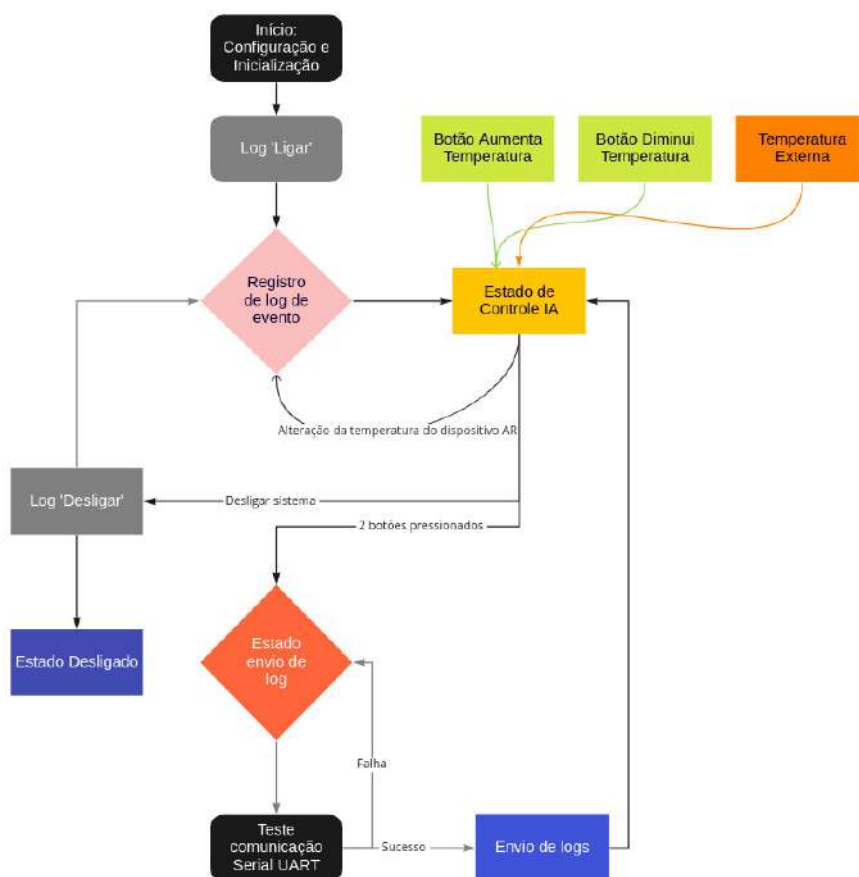 Início:
Configuração e
Inicialização
Log 'Ligar'
Botão Aumenta
Temperatura
Botão Diminui
Temperatura
Temperatura
Externa
Registro
de log de
evento
Estado de
Controle IA
Alteração da temperatura do dispositivo AR
Log 'Desligar'
Desligar sistema
2 botões pressionados
Estado
envio de
log
Estado Desligado
Falha
Teste
comunicação
Serial UART
Sucesso
Envio de logs